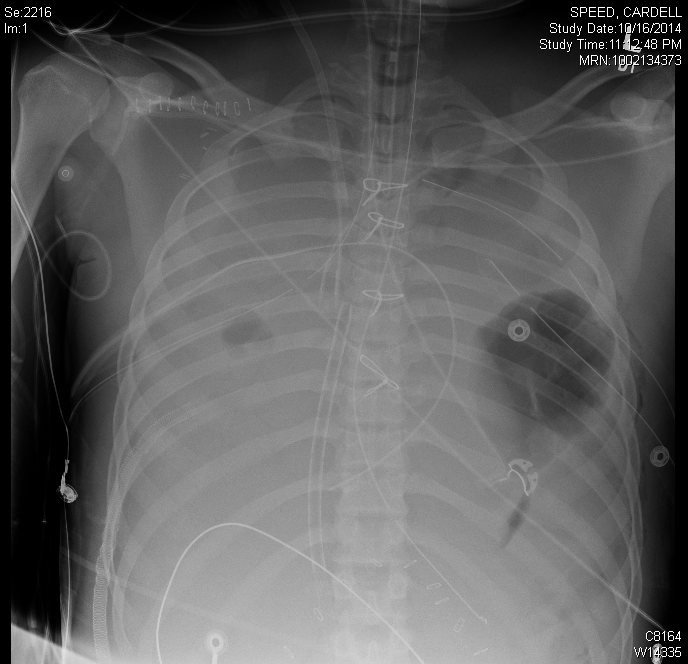 Se:2216
Im:1
SPEED, CARDELL
Study Date:10/16/2014
Study Time:11:12:48 PM
MRN:1002134373
L
C8164
W14335